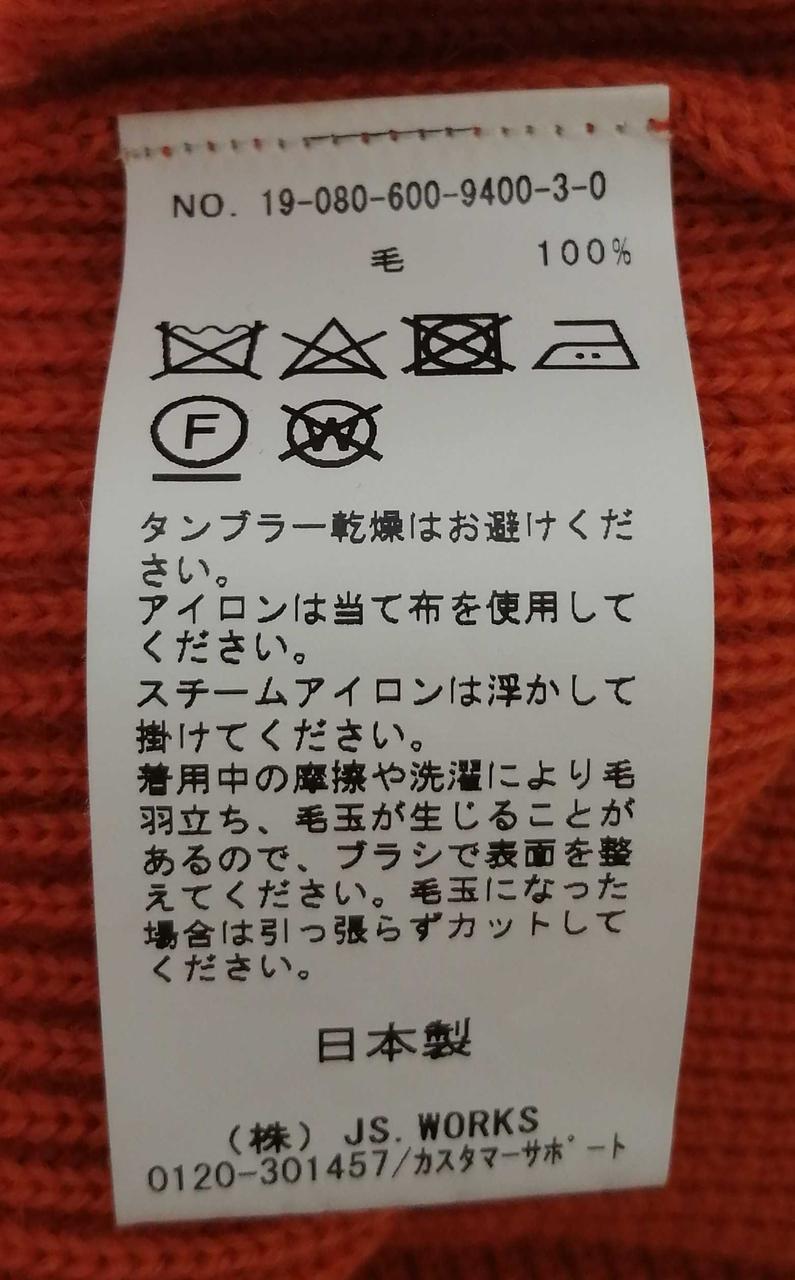 NO. 19-080-600-9400-3-0
毛 100%
F W
タンブラー乾燥はお避けくだ
さい。
アイロンは当て布を使用して
ください。
スチームアイロンは浮かして
掛けてください。
着用中の摩擦や洗濯により毛
羽立ち、毛玉が生じることが
あるので、ブラシで表面を整
えてください。毛玉になった
場合は引っ張らずカットして
ください。
日本製
（株） JS. WORKS
0120-301457/カスタマーサポート